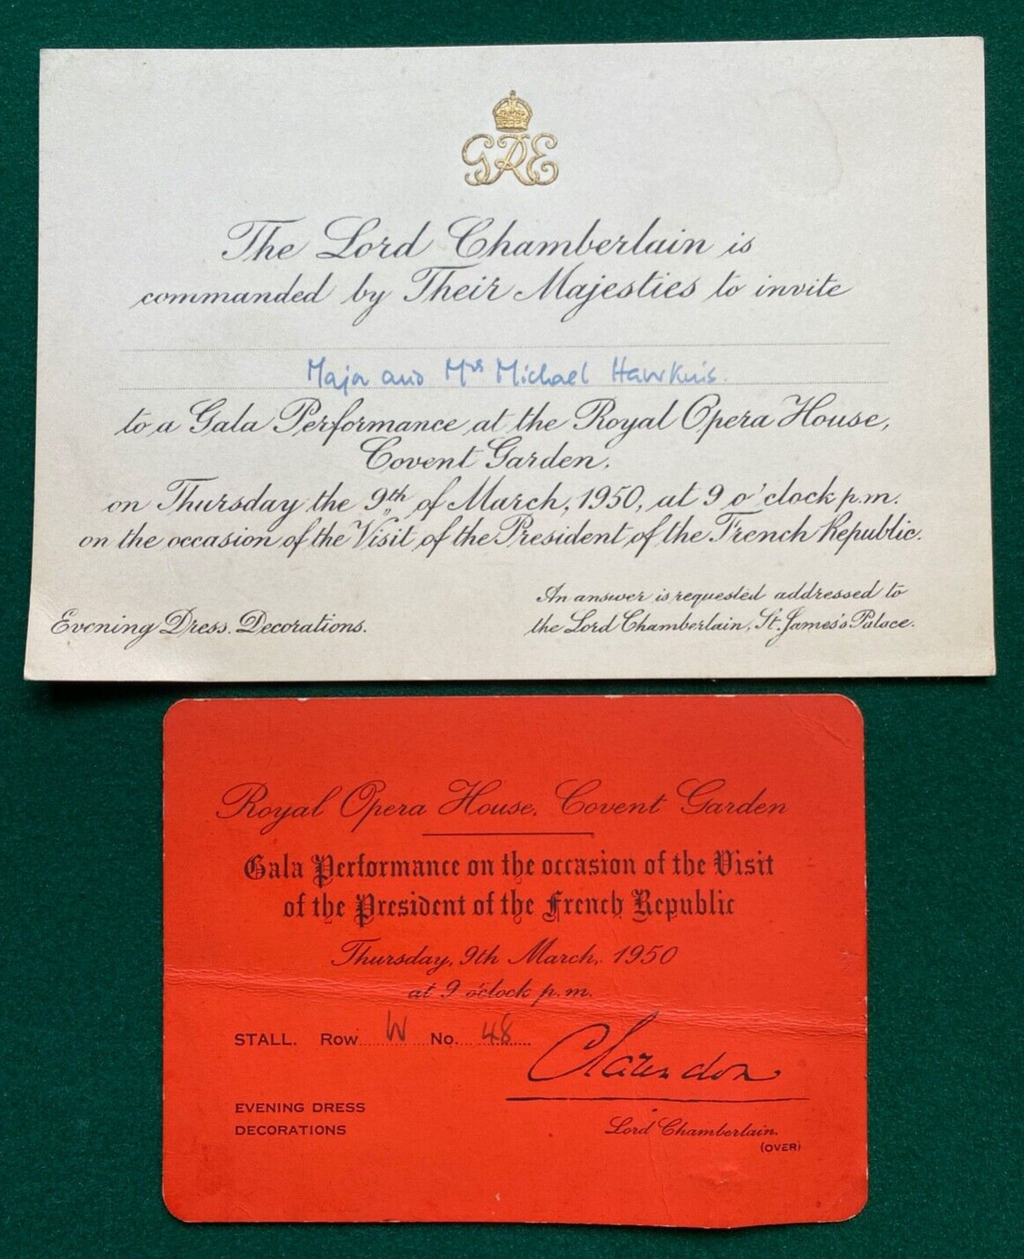 GRE
The Lord Chamberlain is
commanded by Their Majesties to invite
Major and Mrs Michael Hawkins.
to a Gala Performance at the Royal Opera House,
Covent Garden,
on Thursday the 9th of March, 1950, at 9 o'clock p.m.
on the occasion of the Visit of the President of the French Republic.
An answer is requested addressed to
Evening Dress. Decorations.
the Lord Chamberlain, St. James's Palace.
Royal Opera House, Covent Garden
Gala Performance on the occasion of the Visit
of the President of the French Republic
Thursday, 9th March, 1950
at 9 o'clock p.m.
STALL. Row W No. 48
Clarendon
EVENING DRESS
DECORATIONS
Lord Chamberlain.
(OVER)